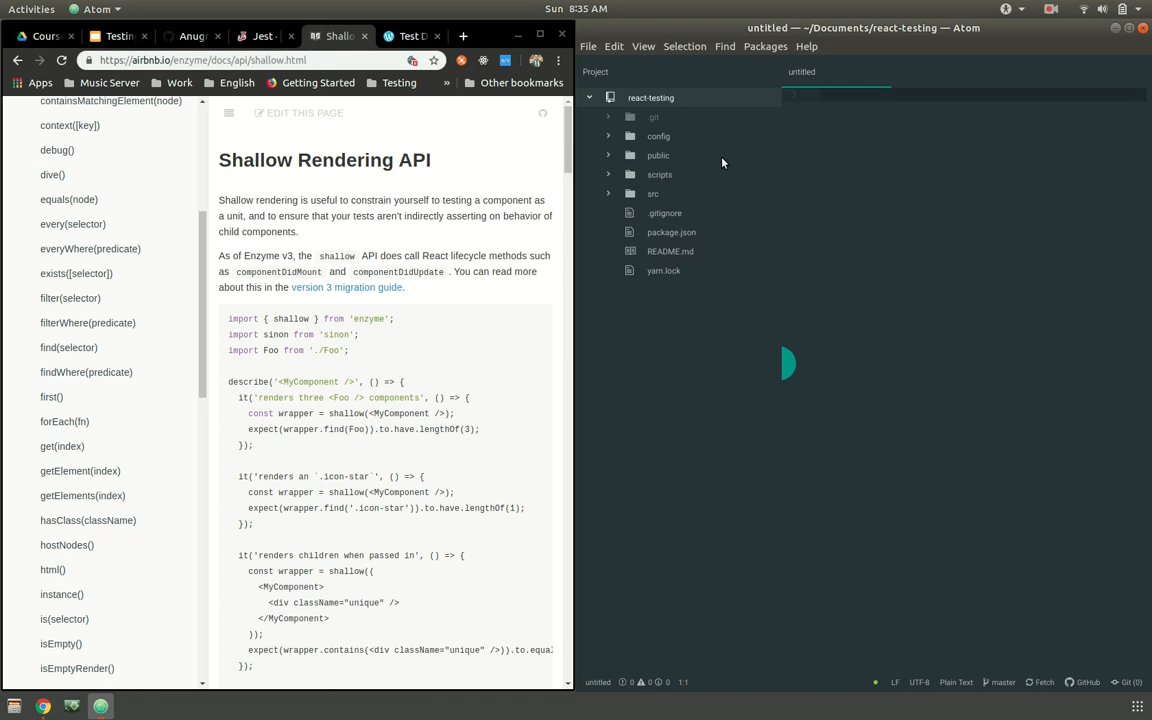 Activities
Atom
Sun 8:35 AM
Cours
Testin
Anugr
Jest -
Shallo
Test D
https://airbnb.io/enzyme/docs/api/shallow.html
Apps
Music Server
Work
English
Getting Started
Testing
»
Other bookmarks
containsMatchingElement(node)
context([key])
debug()
dive()
equals(node)
every(selector)
everyWhere(predicate)
exists([selector])
filter(selector)
filterWhere(predicate)
find(selector)
findWhere(predicate)
first()
forEach(fn)
get(index)
getElement(index)
getElements(index)
hasClass(className)
hostNodes()
html()
instance()
is(selector)
isEmpty()
isEmptyRender()
EDIT THIS PAGE
Shallow Rendering API
Shallow rendering is useful to constrain yourself to testing a component as
a unit, and to ensure that your tests aren't indirectly asserting on behavior of
child components.
As of Enzyme v3, the shallow API does call React lifecycle methods such
as componentDidMount and componentDidUpdate . You can read more
about this in the version 3 migration guide.
import { shallow } from 'enzyme';
import sinon from 'sinon';
import Foo from './Foo';
describe('<MyComponent />', () => {
it('renders three <Foo /> components', () => {
const wrapper = shallow(<MyComponent />);
expect(wrapper.find(Foo)).to.have.lengthOf(3);
});
it('renders an `.icon-star`', () => {
const wrapper = shallow(<MyComponent />);
expect(wrapper.find('.icon-star')).to.have.lengthOf(1);
});
it('renders children when passed in', () => {
const wrapper = shallow((
<MyComponent>
<div className="unique" />
</MyComponent>
));
expect(wrapper.contains(<div className="unique" />)).to.equal
});
untitled — ~/Documents/react-testing — Atom
File Edit View Selection Find Packages Help
Project
untitled
react-testing
.git
config
public
scripts
src
.gitignore
package.json
README.md
yarn.lock
1
untitled 0 0 0 1:1
LF UTF-8 Plain Text master Fetch GitHub Git (0)